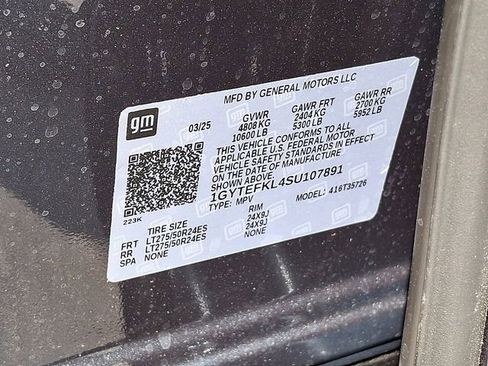 gm
MFD BY GENERAL MOTORS LLC
03/25 GVWR GAWR FRT GAWR RR
4808 KG 2404 KG 2700 KG
10600 LB 5300 LB 5952 LB
THIS VEHICLE CONFORMS TO ALL
APPLICABLE U.S. FEDERAL MOTOR
VEHICLE SAFETY STANDARDS IN EFFECT
ON THE DATE OF MANUFACTURE
SHOWN ABOVE.
1GYTEFKL4SU107891
TYPE: MPV 416T35726
223K
TIRE SIZE RIM
FRT LT275/50R24ES 24X9J
RR LT275/50R24ES 24X9J
SPA NONE NONE